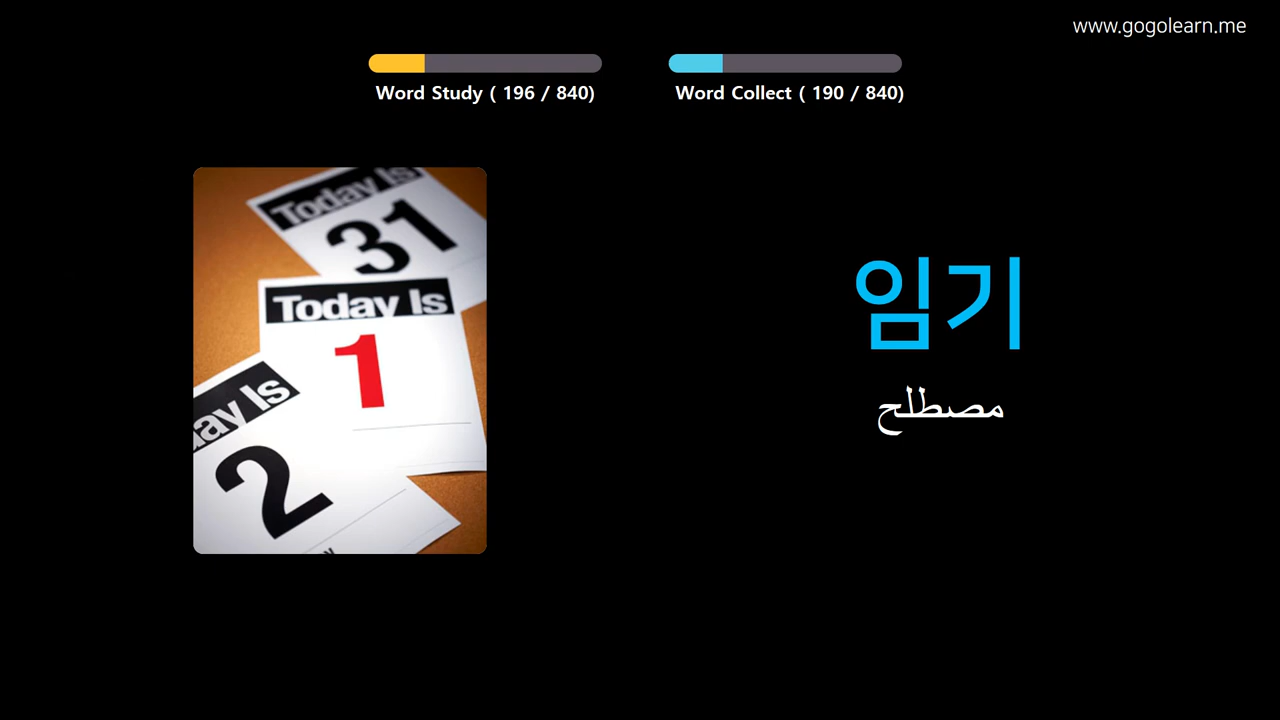 www.gogolearn.me
Word Study ( 196 / 840)
Word Collect ( 190 / 840)
Today Is
31
Today Is
1
ay Is
2
임기
مصطلح